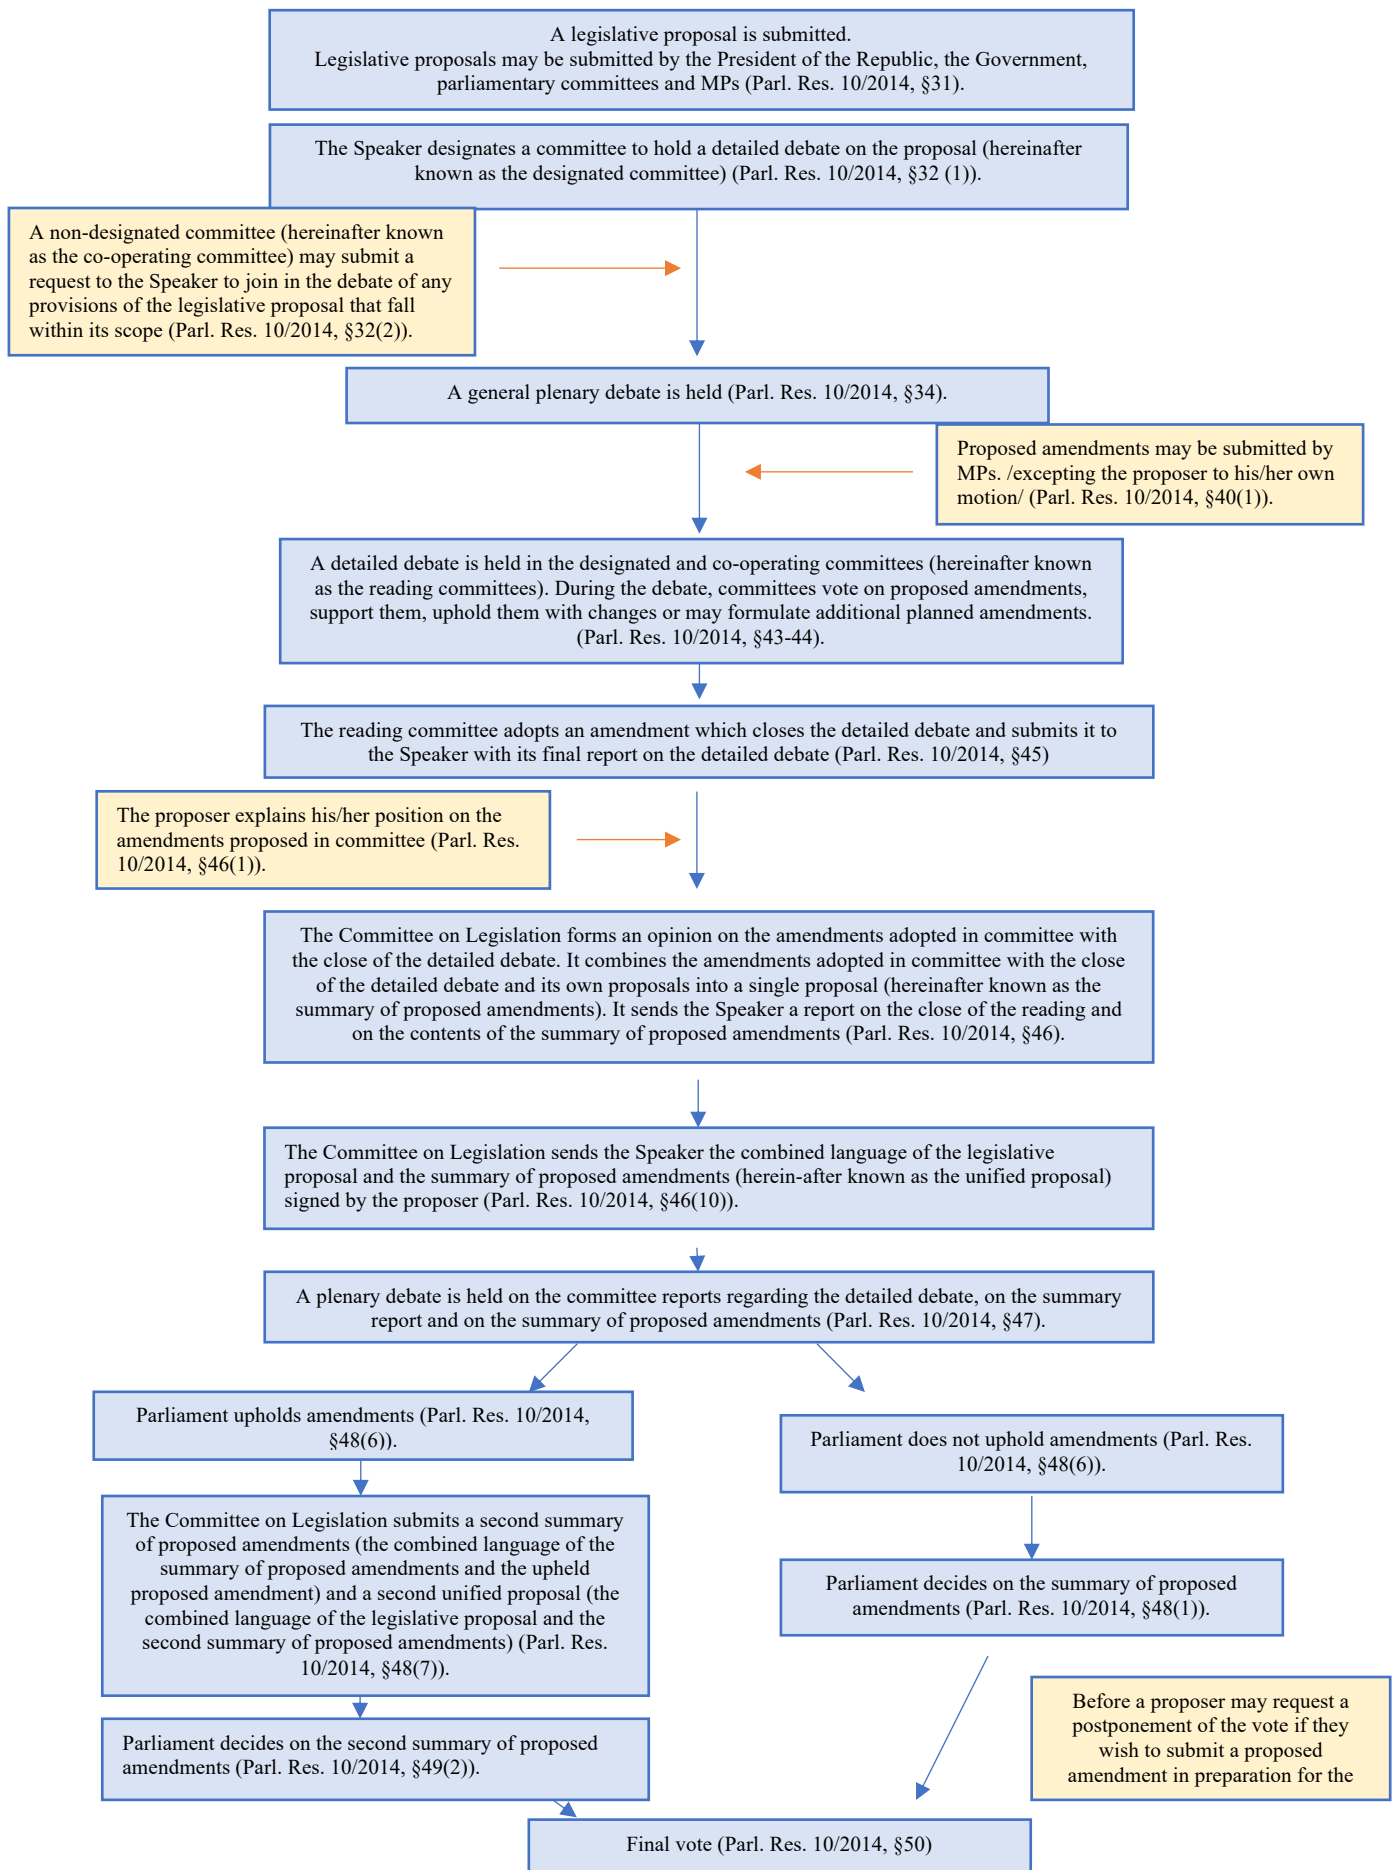 A legislative proposal is submitted.
Legislative proposals may be submitted by the President of the Republic, the Government,
parliamentary committees and MPs (Parl. Res. 10/2014, §31).
The Speaker designates a committee to hold a detailed debate on the proposal (hereinafter
known as the designated committee) (Parl. Res. 10/2014, §32 (1)).
A non-designated committee (hereinafter known
as the co-operating committee) may submit a
request to the Speaker to join in the debate of any
provisions of the legislative proposal that fall
within its scope (Parl. Res. 10/2014, §32(2)).
A general plenary debate is held (Parl. Res. 10/2014, §34).
Proposed amendments may be submitted by
MPs. /excepting the proposer to his/her own
motion/ (Parl. Res. 10/2014, §40(1)).
A detailed debate is held in the designated and co-operating committees (hereinafter known
as the reading committees). During the debate, committees vote on proposed amendments,
support them, uphold them with changes or may formulate additional planned amendments.
(Parl. Res. 10/2014, §43-44).
The reading committee adopts an amendment which closes the detailed debate and submits it to
the Speaker with its final report on the detailed debate (Parl. Res. 10/2014, §45)
The proposer explains his/her position on the
amendments proposed in committee (Parl. Res.
10/2014, §46(1)).
The Committee on Legislation forms an opinion on the amendments adopted in committee with
the close of the detailed debate. It combines the amendments adopted in committee with the close
of the detailed debate and its own proposals into a single proposal (hereinafter known as the
summary of proposed amendments). It sends the Speaker a report on the close of the reading and
on the contents of the summary of proposed amendments (Parl. Res. 10/2014, §46).
The Committee on Legislation sends the Speaker the combined language of the legislative
proposal and the summary of proposed amendments (herein-after known as the unified proposal)
signed by the proposer (Parl. Res. 10/2014, §46(10)).
A plenary debate is held on the committee reports regarding the detailed debate, on the summary
report and on the summary of proposed amendments (Parl. Res. 10/2014, §47).
Parliament upholds amendments (Parl. Res. 10/2014,
§48(6)).
Parliament does not uphold amendments (Parl. Res.
10/2014, §48(6)).
The Committee on Legislation submits a second summary
of proposed amendments (the combined language of the
summary of proposed amendments and the upheld
proposed amendment) and a second unified proposal (the
combined language of the legislative proposal and the
second summary of proposed amendments) (Parl. Res.
10/2014, §48(7)).
Parliament decides on the summary of proposed
amendments (Parl. Res. 10/2014, §48(1)).
Before a proposer may request a
postponement of the vote if they
wish to submit a proposed
amendment in preparation for the
Parliament decides on the second summary of proposed
amendments (Parl. Res. 10/2014, §49(2)).
Final vote (Parl. Res. 10/2014, §50)